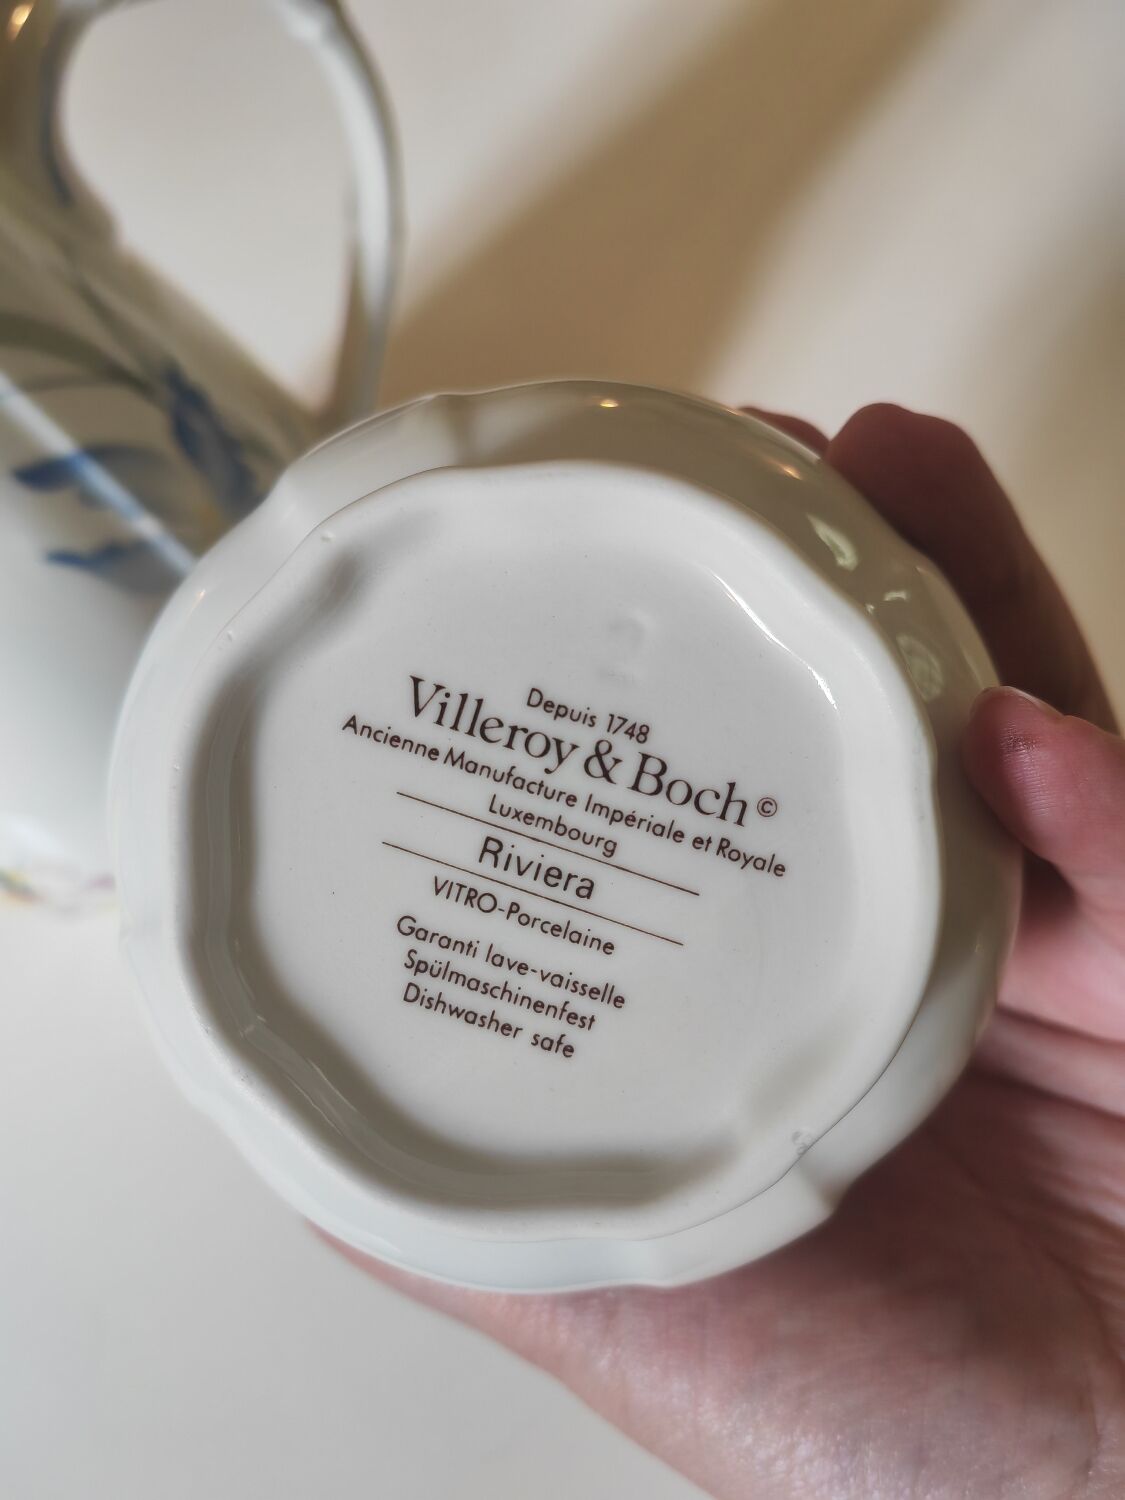 Depuis 1748
Villeroy & Boch©
Ancienne Manufacture Impériale et Royale
Luxembourg
Riviera
VITRO-Porcelaine
Garanti lave-vaisselle
Spülmaschinenfest
Dishwasher safe